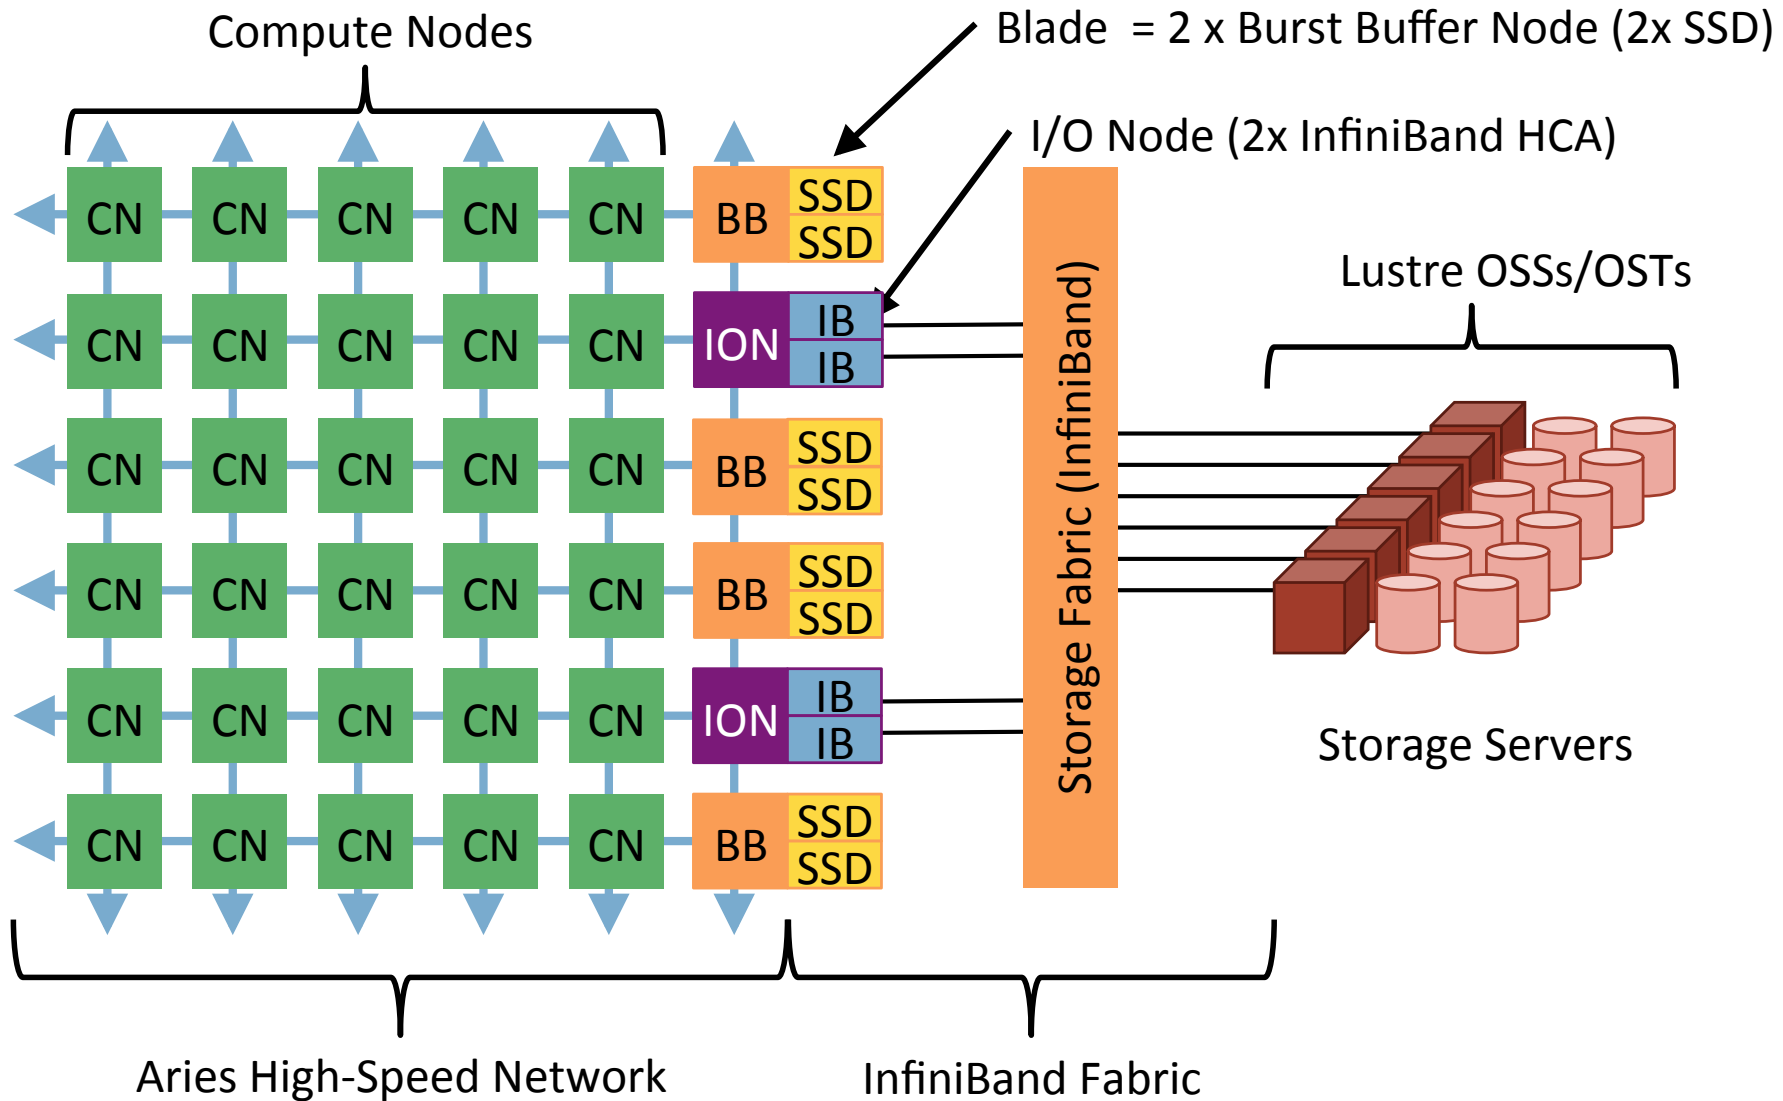 Compute Nodes
Blade  = 2 x Burst Buffer Node (2x SSD)
I/O Node (2x InfiniBand HCA)
CN CN CN CN CN BB SSD
SSD
Lustre OSSs/OSTs
CN CN CN CN CN ION IB
IB
CN CN CN CN CN BB SSD
SSD
Storage Fabric (InfiniBand)
CN CN CN CN CN BB SSD
SSD
CN CN CN CN CN ION IB
IB
Storage Servers
CN CN CN CN CN BB SSD
SSD
Aries High-Speed Network
InfiniBand Fabric